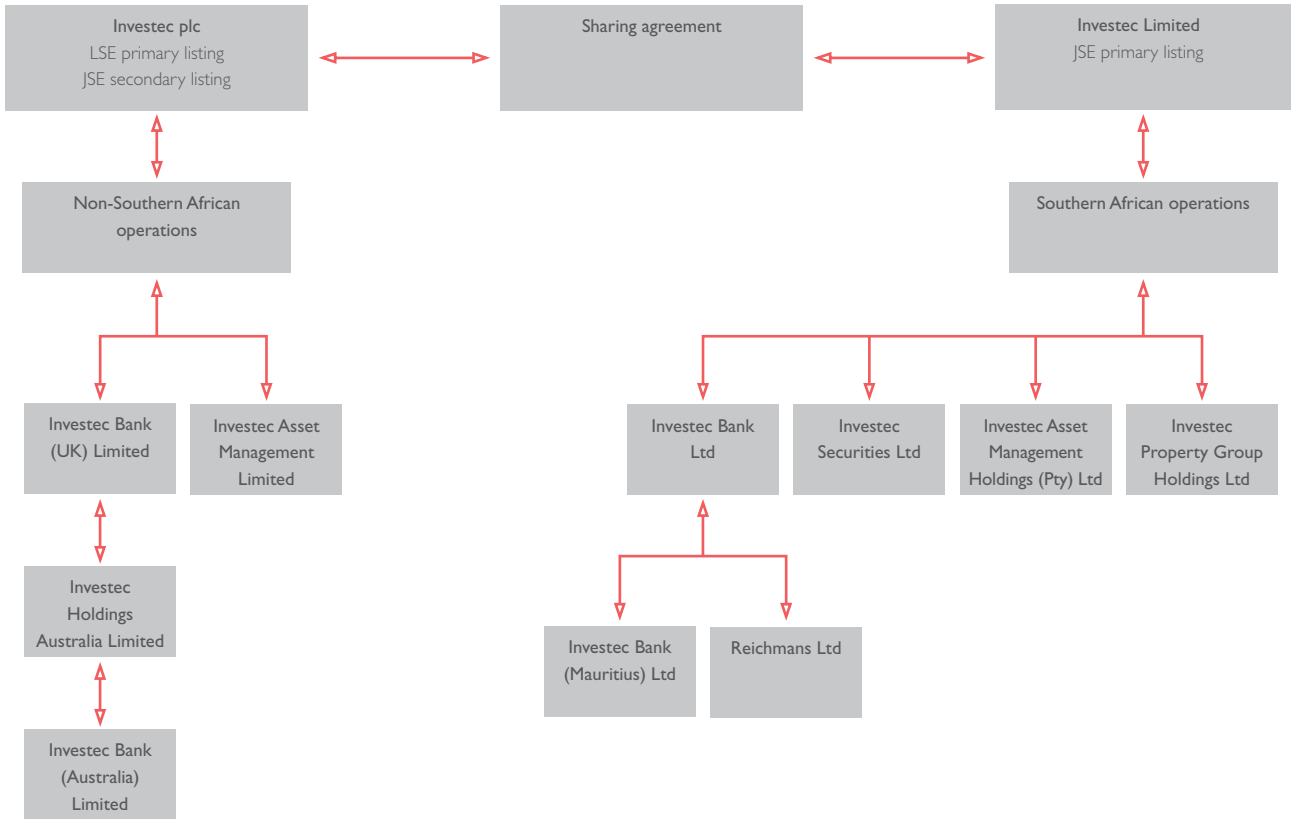 Investec plc
LSE primary listing
JSE secondary listing
Sharing agreement
Investec Limited
JSE primary listing
Non-Southern African
operations
Southern African operations
Investec Bank
(UK) Limited
Investec Asset
Management
Limited
Investec Bank
Ltd
Investec
Securities Ltd
Investec Asset
Management
Holdings (Pty) Ltd
Investec
Property Group
Holdings Ltd
Investec
Holdings
Australia Limited
Investec Bank
(Mauritius) Ltd
Reichmans Ltd
Investec Bank
(Australia)
Limited